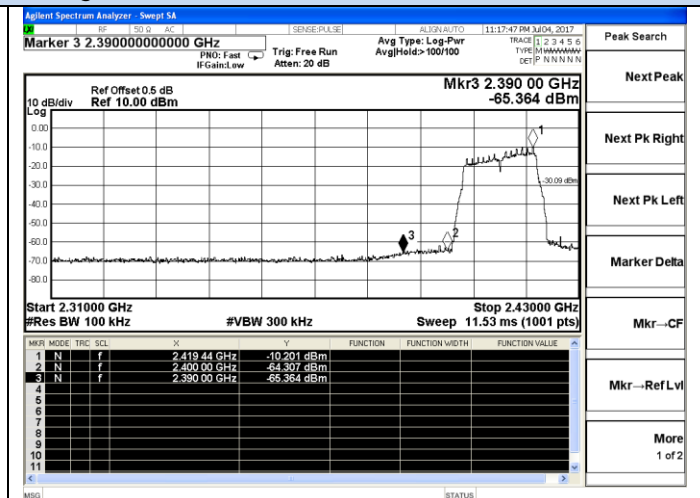 Agilent Spectrum Analyzer - Swept SA
RF 50 Ω AC SENSE:PULSE ALIGN AUTO 11:17:47 PM Jul 04, 2017
Marker 3 2.390000000000 GHz
PNO: Fast
IFGain:Low
Trig: Free Run
Atten: 20 dB
Avg Type: Log-Pwr
Avg|Hold:>100/100
TRACE 1 2 3 4 5 6
TYPE M
DET P N N N N N
Peak Search
Ref Offset 0.5 dB
Ref 10.00 dBm
10 dB/div
Log
Mkr3 2.390 00 GHz
-65.364 dBm
0.00
-10.0
-20.0
-30.0
-40.0
-50.0
-60.0
-70.0
-80.0
1
2
3
-30.09 dBm
Start 2.31000 GHz
Stop 2.43000 GHz
#Res BW 100 kHz
#VBW 300 kHz
Sweep 11.53 ms (1001 pts)
MKR MODE TRC SCL X Y FUNCTION FUNCTION WIDTH FUNCTION VALUE
1 N f 2.419 44 GHz -10.201 dBm
2 N f 2.400 00 GHz -64.307 dBm
3 N f 2.390 00 GHz -65.364 dBm
4
5
6
7
8
9
10
11
MSG STATUS
Next Peak
Next Pk Right
Next Pk Left
Marker Delta
Mkr→CF
Mkr→Ref Lvl
More
1 of 2